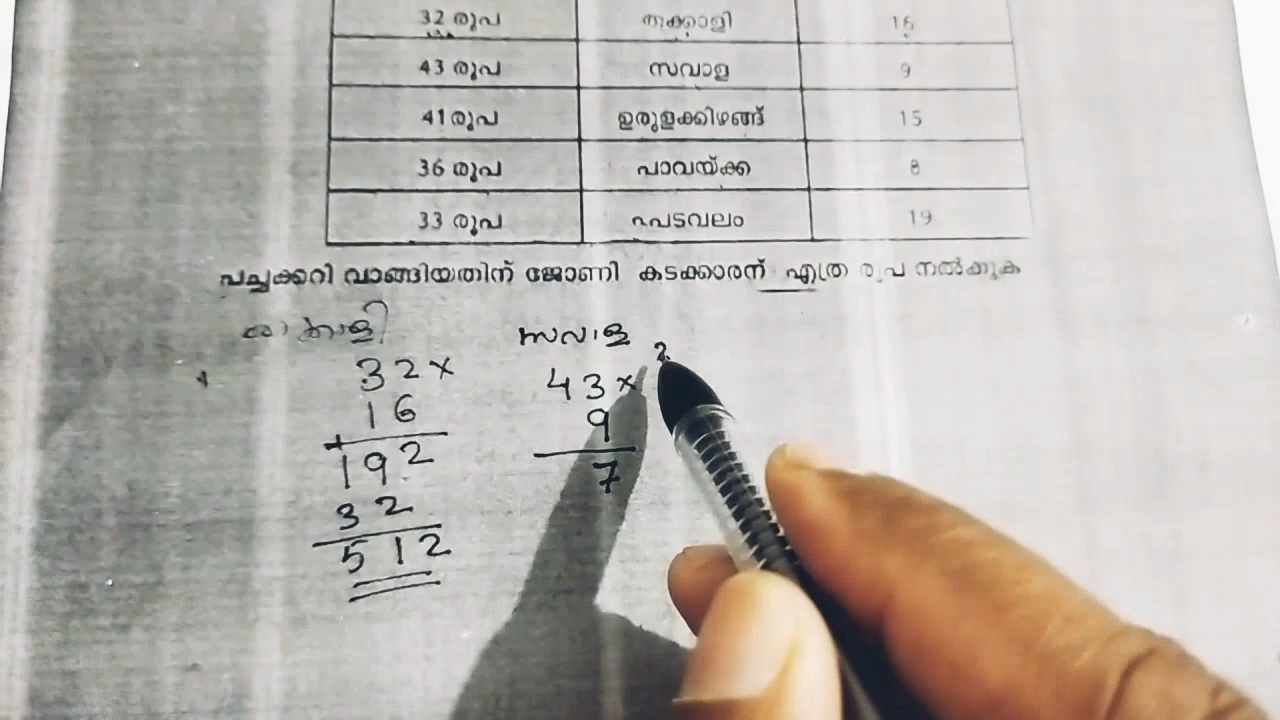 32 രൂപ തക്കാളി 16
43 രൂപ സവാള 9
41 രൂപ ഉരുളക്കിഴങ്ങ് 15
36 രൂപ പാവയ്ക്ക 8
33 രൂപ പടവലം 19
പച്ചക്കറി വാങ്ങിയതിന് ജോണി കടക്കാരന് എത്ര രൂപ നൽകുക
സവാള
2
32 x
43 x
16
9
192
7
32
512